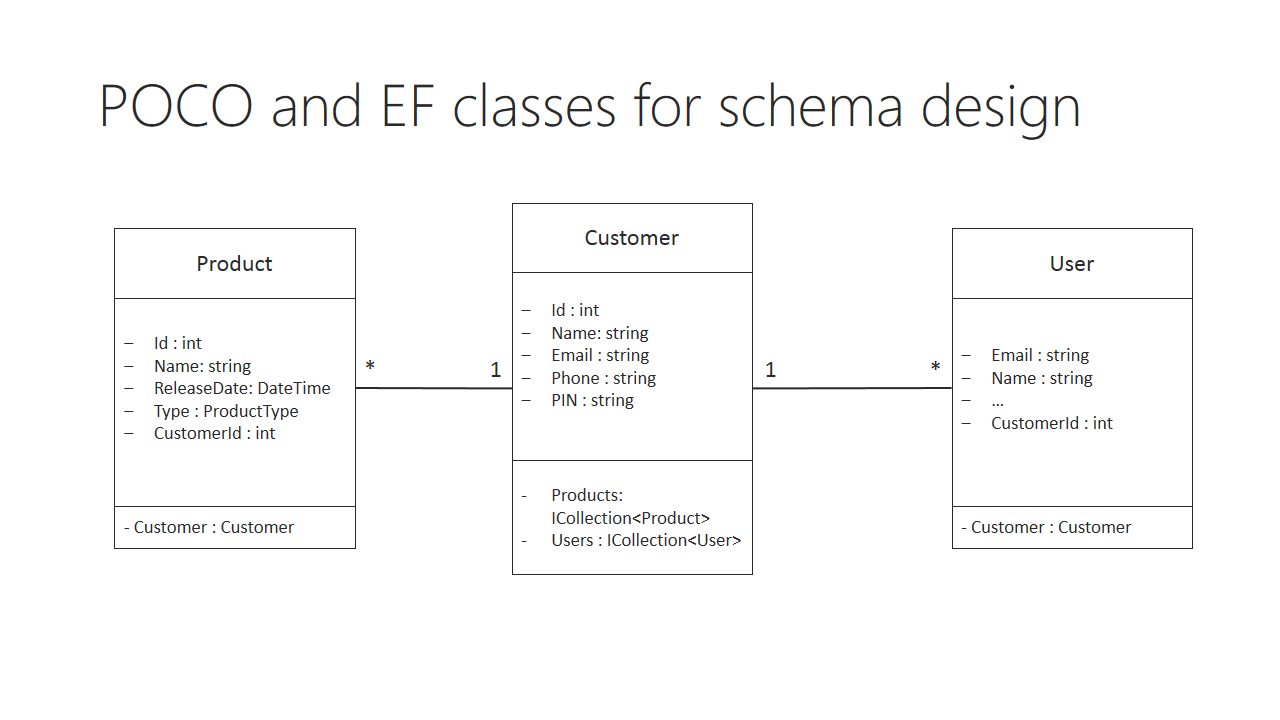 POCO and EF classes for schema design
Product
– Id : int
– Name: string
– ReleaseDate: DateTime
– Type : ProductType
– CustomerId : int
- Customer : Customer
*
1
Customer
– Id : int
– Name: string
– Email : string
– Phone : string
– PIN : string
- Products:
ICollection<Product>
- Users : ICollection<User>
1
*
User
– Email : string
– Name : string
– ...
– CustomerId : int
- Customer : Customer